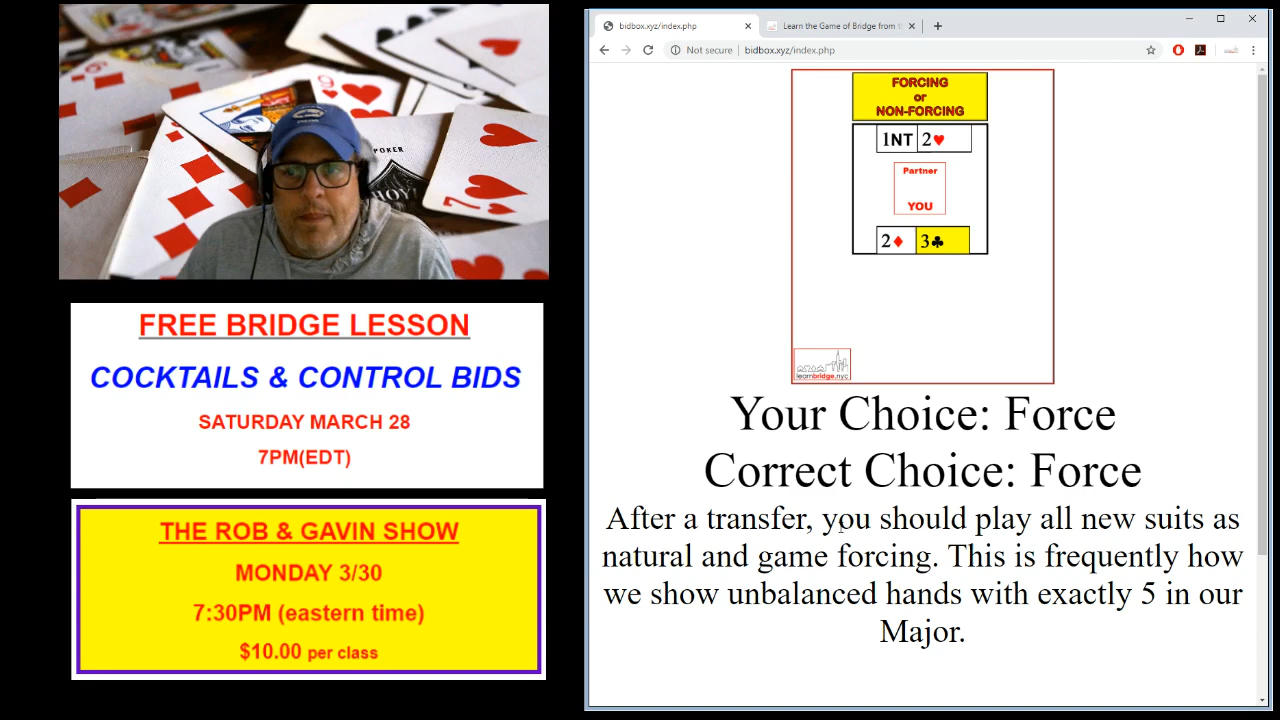 POKER
7
FREE BRIDGE LESSON
COCKTAILS & CONTROL BIDS
SATURDAY MARCH 28
7PM(EDT)
THE ROB & GAVIN SHOW
MONDAY 3/30
7:30PM (eastern time)
$10.00 per class
bidbox.xyz/index.php
Learn the Game of Bridge from t
Not secure
bidbox.xyz/index.php
FORCING
or
NON-FORCING
1NT 2♥
Partner
YOU
2♦ 3♣
learnbridge.nyc
Your Choice: Force
Correct Choice: Force
After a transfer, you should play all new suits as
natural and game forcing. This is frequently how
we show unbalanced hands with exactly 5 in our
Major.